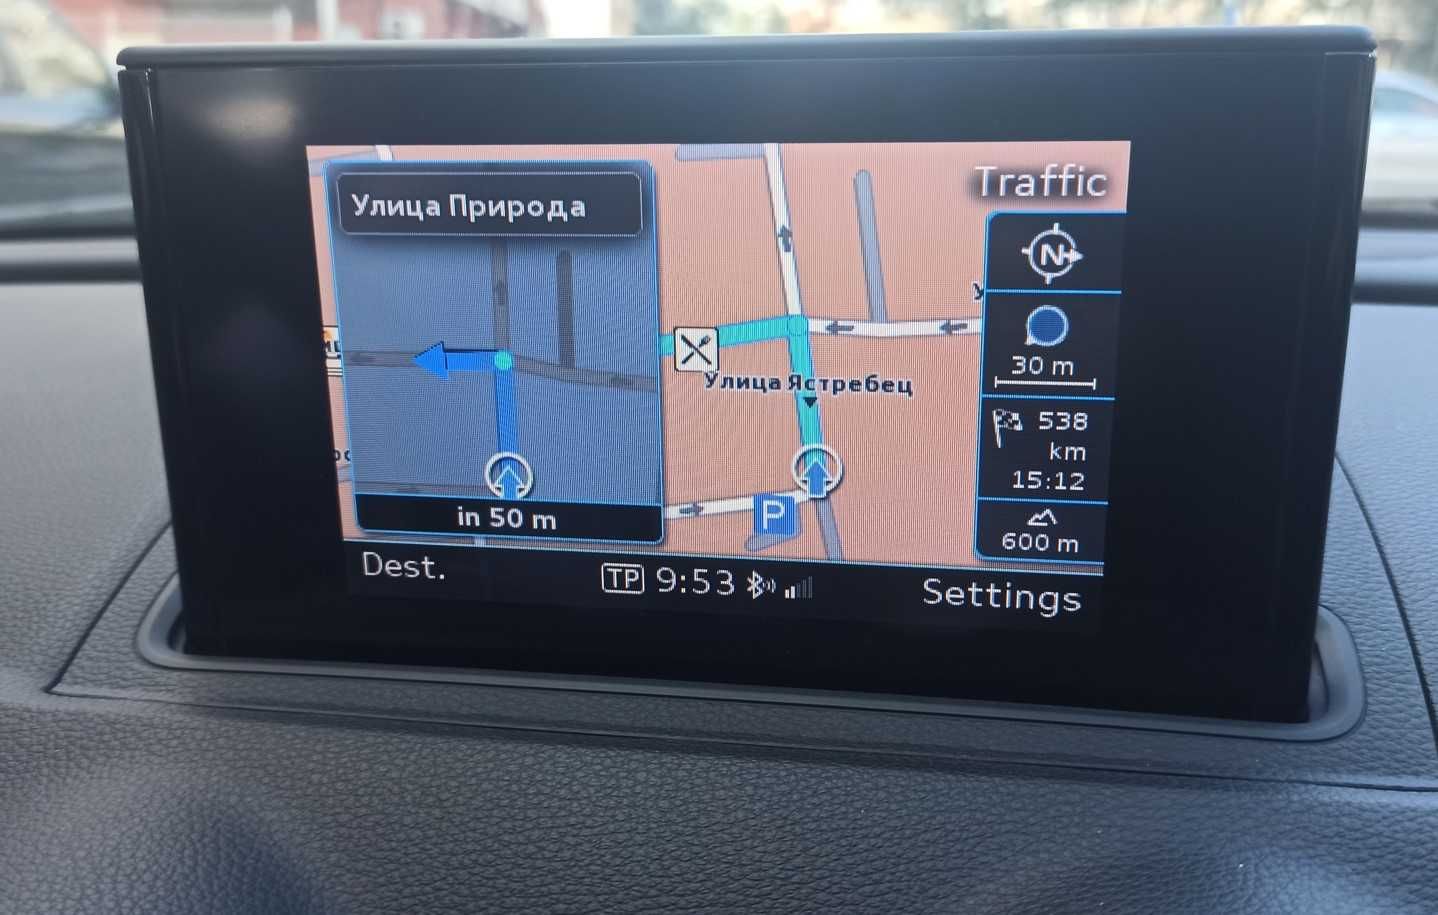 Улица Природа
in 50 m
Улица Ястребец
P
Traffic
N
30 m
538
km
15:12
600 m
Dest.
TP 9:53
Settings